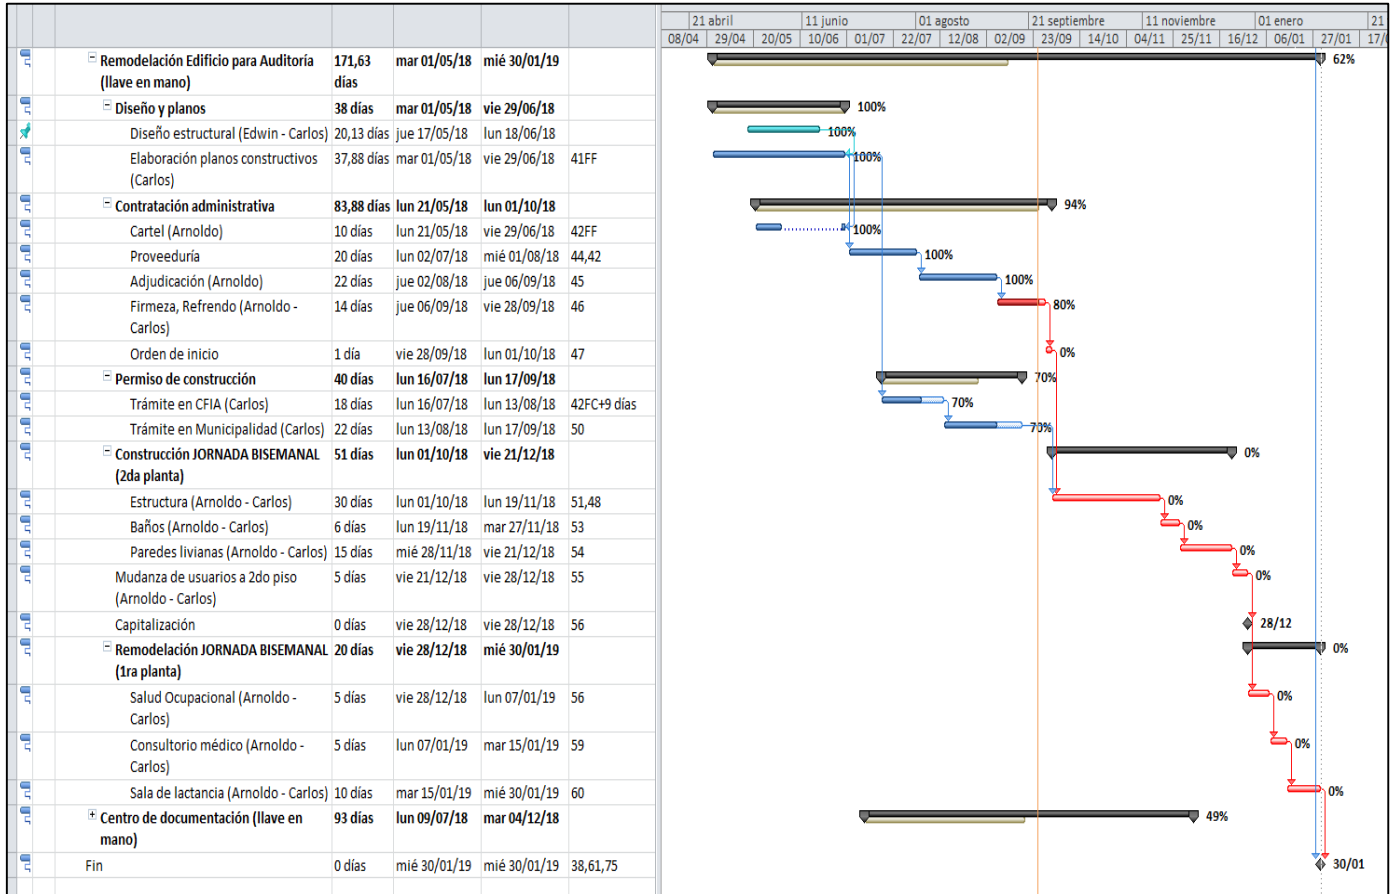 21 abril 11 junio 01 agosto 21 septiembre 11 noviembre 01 enero 21
08/04 29/04 20/05 10/06 01/07 22/07 12/08 02/09 23/09 14/10 04/11 25/11 16/12 06/01 27/01 17/0
Remodelación Edificio para Auditoría 171,63 mar 01/05/18 mié 30/01/19 62%
(llave en mano) días
Diseño y planos 38 días mar 01/05/18 vie 29/06/18 100%
Diseño estructural (Edwin - Carlos) 20,13 días jue 17/05/18 lun 18/06/18 100%
Elaboración planos constructivos 37,88 días mar 01/05/18 vie 29/06/18 41FF 100%
(Carlos)
Contratación administrativa 83,88 días lun 21/05/18 lun 01/10/18 94%
Cartel (Arnoldo) 10 días lun 21/05/18 vie 29/06/18 42FF 100%
Proveeduría 20 días lun 02/07/18 mié 01/08/18 44,42 100%
Adjudicación (Arnoldo) 22 días jue 02/08/18 jue 06/09/18 45 100%
Firmeza, Refrendo (Arnoldo - 14 días jue 06/09/18 vie 28/09/18 46 80%
Carlos)
Orden de inicio 1 día vie 28/09/18 lun 01/10/18 47 0%
Permiso de construcción 40 días lun 16/07/18 lun 17/09/18 70%
Trámite en CFIA (Carlos) 18 días lun 16/07/18 lun 13/08/18 42FC+9 días 70%
Trámite en Municipalidad (Carlos) 22 días lun 13/08/18 lun 17/09/18 50 70%
Construcción JORNADA BISEMANAL 51 días lun 01/10/18 vie 21/12/18 0%
(2da planta)
Estructura (Arnoldo - Carlos) 30 días lun 01/10/18 lun 19/11/18 51,48 0%
Baños (Arnoldo - Carlos) 6 días lun 19/11/18 mar 27/11/18 53 0%
Paredes livianas (Arnoldo - Carlos) 15 días mié 28/11/18 vie 21/12/18 54 0%
Mudanza de usuarios a 2do piso 5 días vie 21/12/18 vie 28/12/18 55 0%
(Arnoldo - Carlos)
Capitalización 0 días vie 28/12/18 vie 28/12/18 56 28/12
Remodelación JORNADA BISEMANAL 20 días vie 28/12/18 mié 30/01/19 0%
(1ra planta)
Salud Ocupacional (Arnoldo - 5 días vie 28/12/18 lun 07/01/19 56 0%
Carlos)
Consultorio médico (Arnoldo - 5 días lun 07/01/19 mar 15/01/19 59 0%
Carlos)
Sala de lactancia (Arnoldo - Carlos) 10 días mar 15/01/19 mié 30/01/19 60 0%
Centro de documentación (llave en 93 días lun 09/07/18 mar 04/12/18 49%
mano)
Fin 0 días mié 30/01/19 mié 30/01/19 38,61,75 30/01